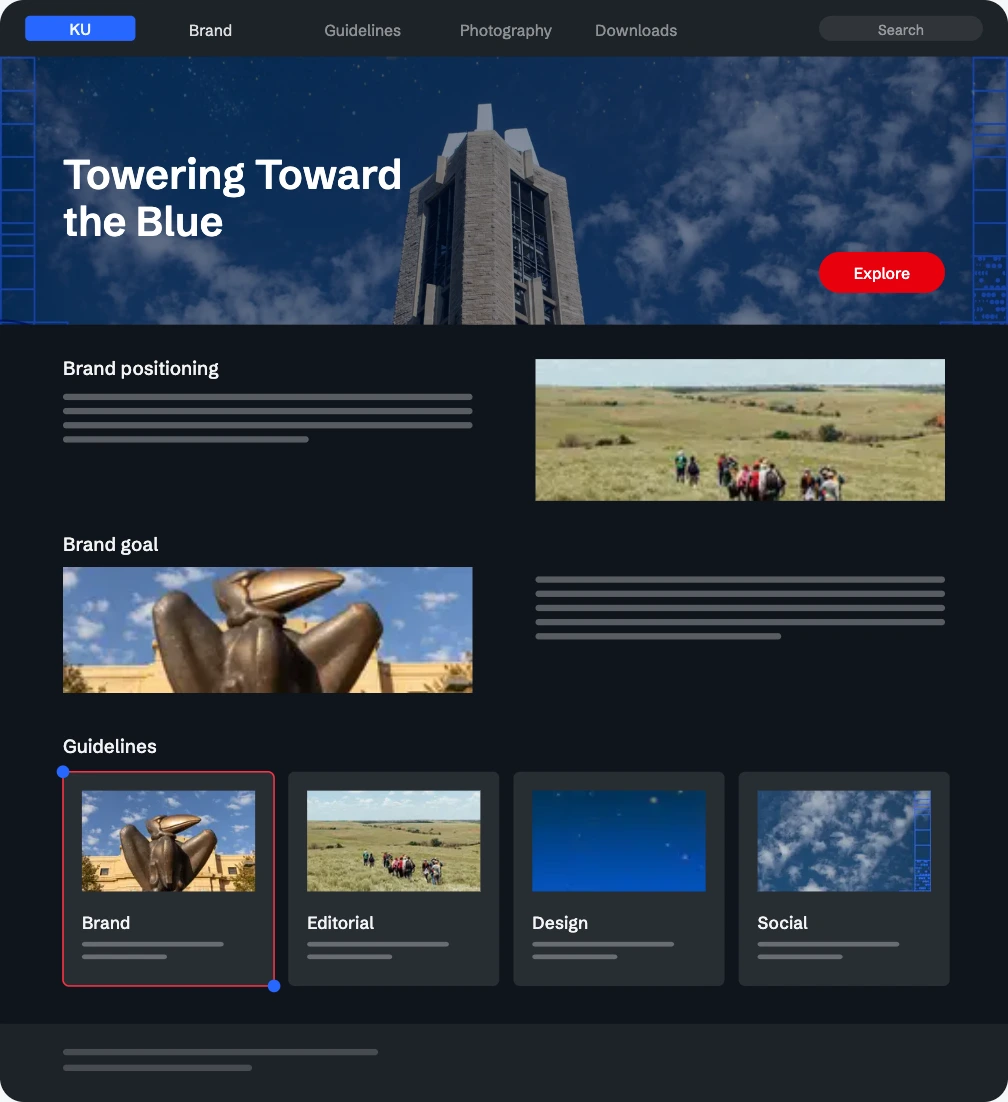 KU
Brand
Guidelines
Photography
Downloads
Search
Towering Toward
the Blue
Explore
Brand positioning
Brand goal
Guidelines
Brand
Editorial
Design
Social